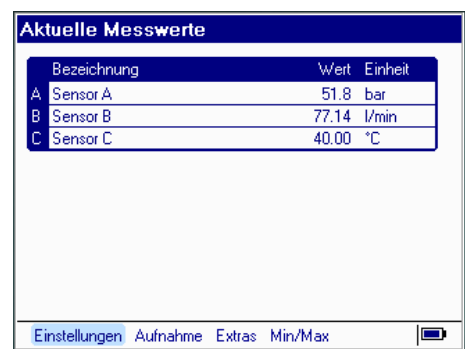 Aktuelle Messwerte
Bezeichnung Wert Einheit
A Sensor A 51.8 bar
B Sensor B 77.14 l/min
C Sensor C 40.00 °C
Einstellungen Aufnahme Extras Min/Max